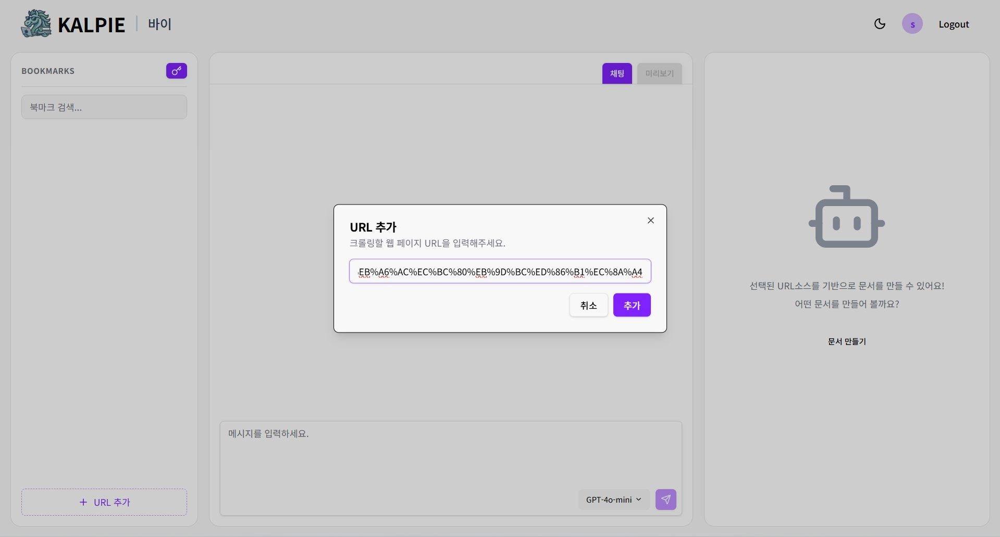 KALPIE
바이
s
Logout
BOOKMARKS
북마크 검색...
URL 추가
채팅
미리보기
URL 추가
크롤링할 웹 페이지 URL을 입력해주세요.
EB%A6%AC%EC%BC%80%EB%9D%BC%ED%86%B1%EC%8A%A4
취소
추가
메시지를 입력하세요.
GPT-4o-mini
선택된 URL소스를 기반으로 문서를 만들 수 있어요!
어떤 문서를 만들어 볼까요?
문서 만들기